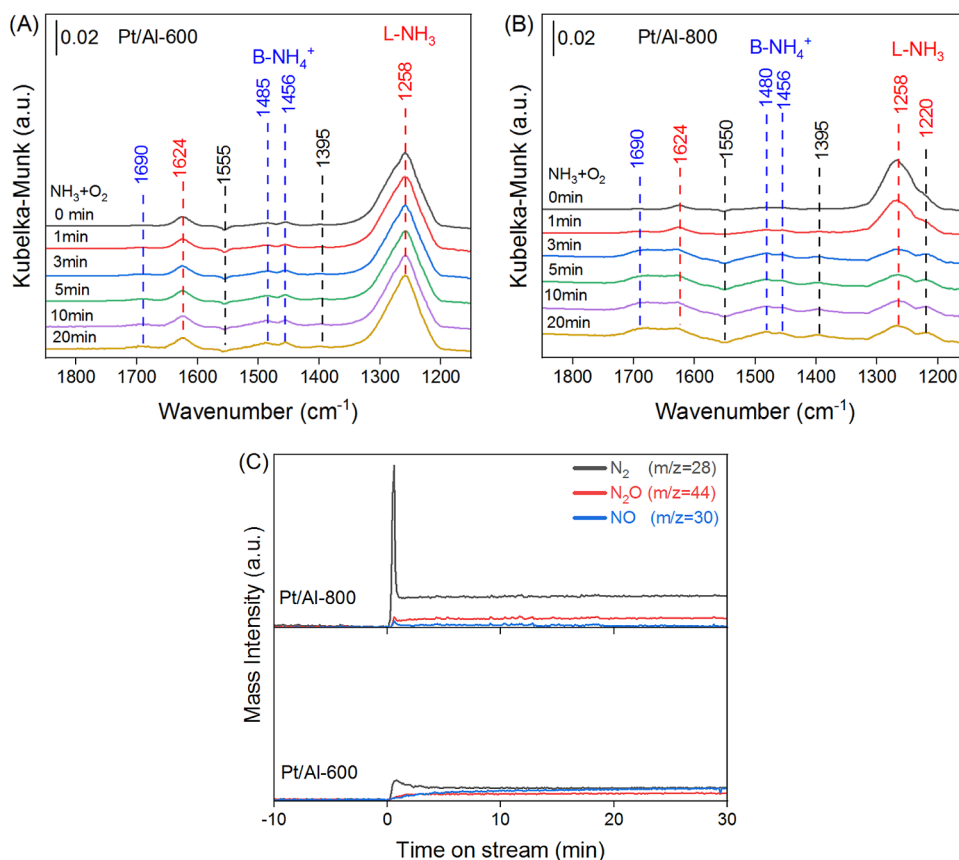 (A)
0.02
Pt/Al-600
L-NH₃
B-NH₄⁺
1690
1624
1555
1485
1456
1395
1258
NH₃+O₂
0 min
1min
3min
5min
10min
20min
Kubelka-Munk (a.u.)
1800 1700 1600 1500 1400 1300 1200
Wavenumber (cm⁻¹)
(B)
0.02
Pt/Al-800
B-NH₄⁺
L-NH₃
1690
1624
1550
1480
1456
1395
1258
1220
NH₃+O₂
0min
1min
3min
5min
10min
20min
Kubelka-Munk (a.u.)
1800 1700 1600 1500 1400 1300 1200
Wavenumber (cm⁻¹)
(C)
N₂ (m/z=28)
N₂O (m/z=44)
NO (m/z=30)
Pt/Al-800
Pt/Al-600
Mass Intensity (a.u.)
-10 0 10 20 30
Time on stream (min)